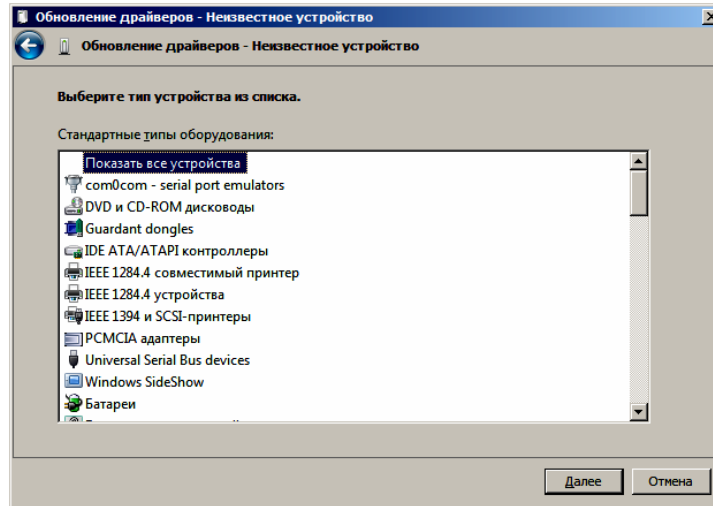 Обновление драйверов - Неизвестное устройство
Обновление драйверов - Неизвестное устройство
Выберите тип устройства из списка.
Стандартные типы оборудования:
Показать все устройства
com0com - serial port emulators
DVD и CD-ROM дисководы
Guardant dongles
IDE ATA/ATAPI контроллеры
IEEE 1284.4 совместимый принтер
IEEE 1284.4 устройства
IEEE 1394 и SCSI-принтеры
PCMCIA адаптеры
Universal Serial Bus devices
Windows SideShow
Батареи
Далее Отмена